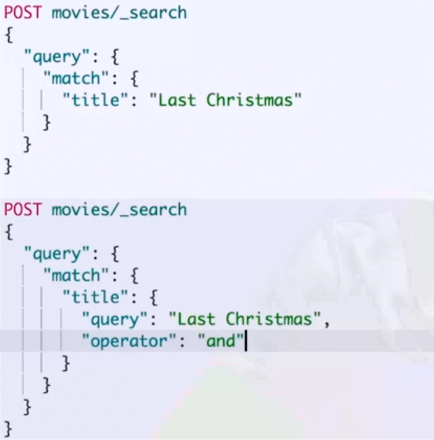 POST movies/_search
{
  "query": {
    "match": {
      "title": "Last Christmas"
    }
  }
}
POST movies/_search
{
  "query": {
    "match": {
      "title": {
        "query": "Last Christmas",
        "operator": "and"
      }
    }
  }
}